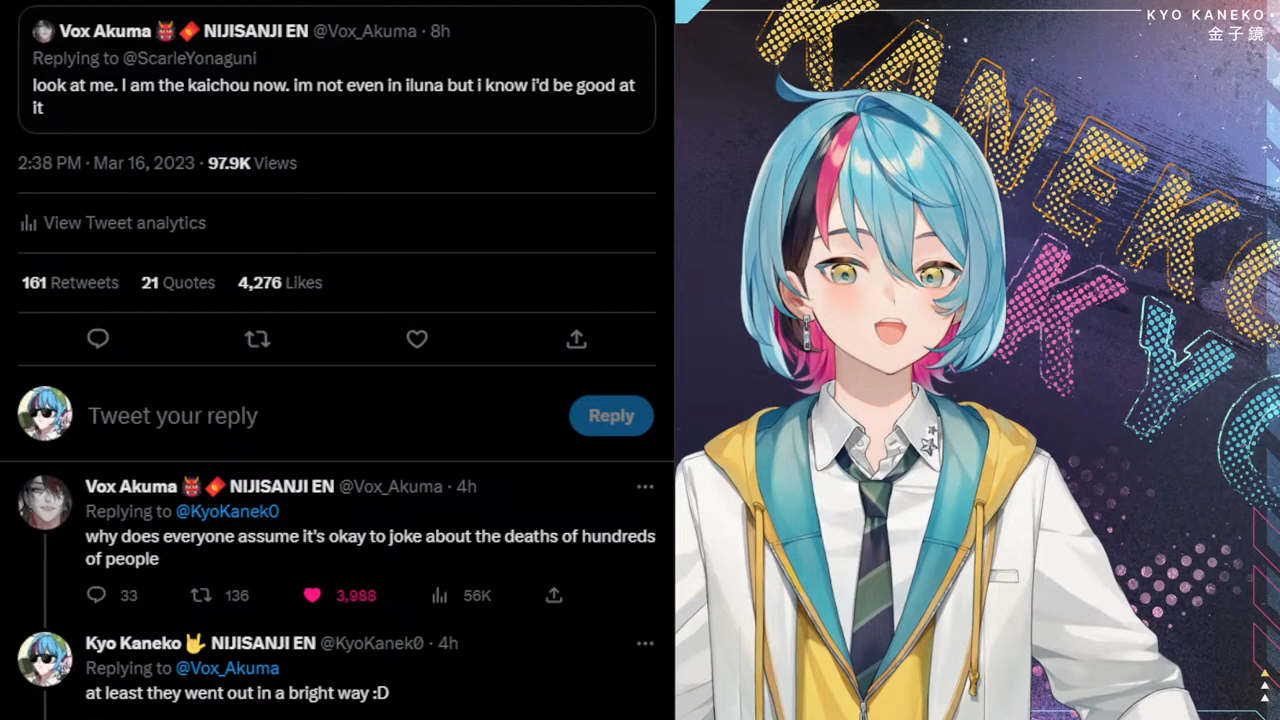 Vox Akuma 👹🧧 NIJISANJI EN @Vox_Akuma · 8h
Replying to @ScarleYonaguni
look at me. I am the kaichou now. im not even in iluna but i know i'd be good at
it
2:38 PM · Mar 16, 2023 · 97.9K Views
View Tweet analytics
161 Retweets 21 Quotes 4,276 Likes
Tweet your reply
Reply
Vox Akuma 👹🧧 NIJISANJI EN @Vox_Akuma · 4h
Replying to @KyoKanek0
why does everyone assume it's okay to joke about the deaths of hundreds
of people
33 136 3,988 56K
Kyo Kaneko 🤟 NIJISANJI EN @KyoKanek0 · 4h
Replying to @Vox_Akuma
at least they went out in a bright way :D
KYO KANEKO
金子鏡
KANEKO
KYO